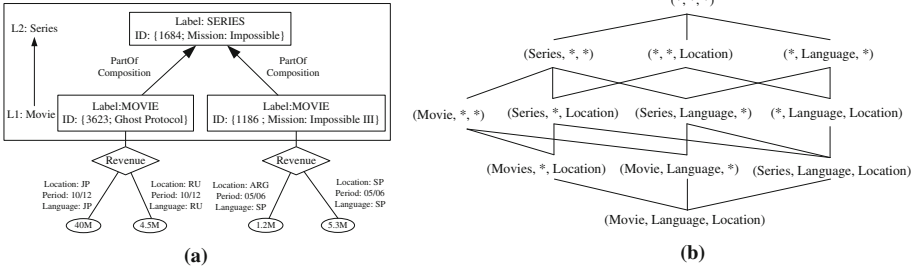 Label: SERIES
ID: {1684; Mission: Impossible}
L2: Series
PartOf
Composition
PartOf
Composition
L1: Movie
Label:MOVIE
ID: {3623; Ghost Protocol}
Label:MOVIE
ID: {1186 ; Mission: Impossible III}
Revenue
Revenue
Location: JP
Period: 10/12
Language: JP
Location: RU
Period: 10/12
Language: RU
Location: ARG
Period: 05/06
Language: SP
Location: SP
Period: 05/06
Language: SP
40M
4.5M
1.2M
5.3M
(a)
(*, *, *)
(Series, *, *)
(*, *, Location)
(*, Language, *)
(Movie, *, *)
(Series, *, Location)
(Series, Language, *)
(*, Language, Location)
(Movies, *, Location)
(Movie, Language, *)
(Series, Language, Location)
(Movie, Language, Location)
(b)